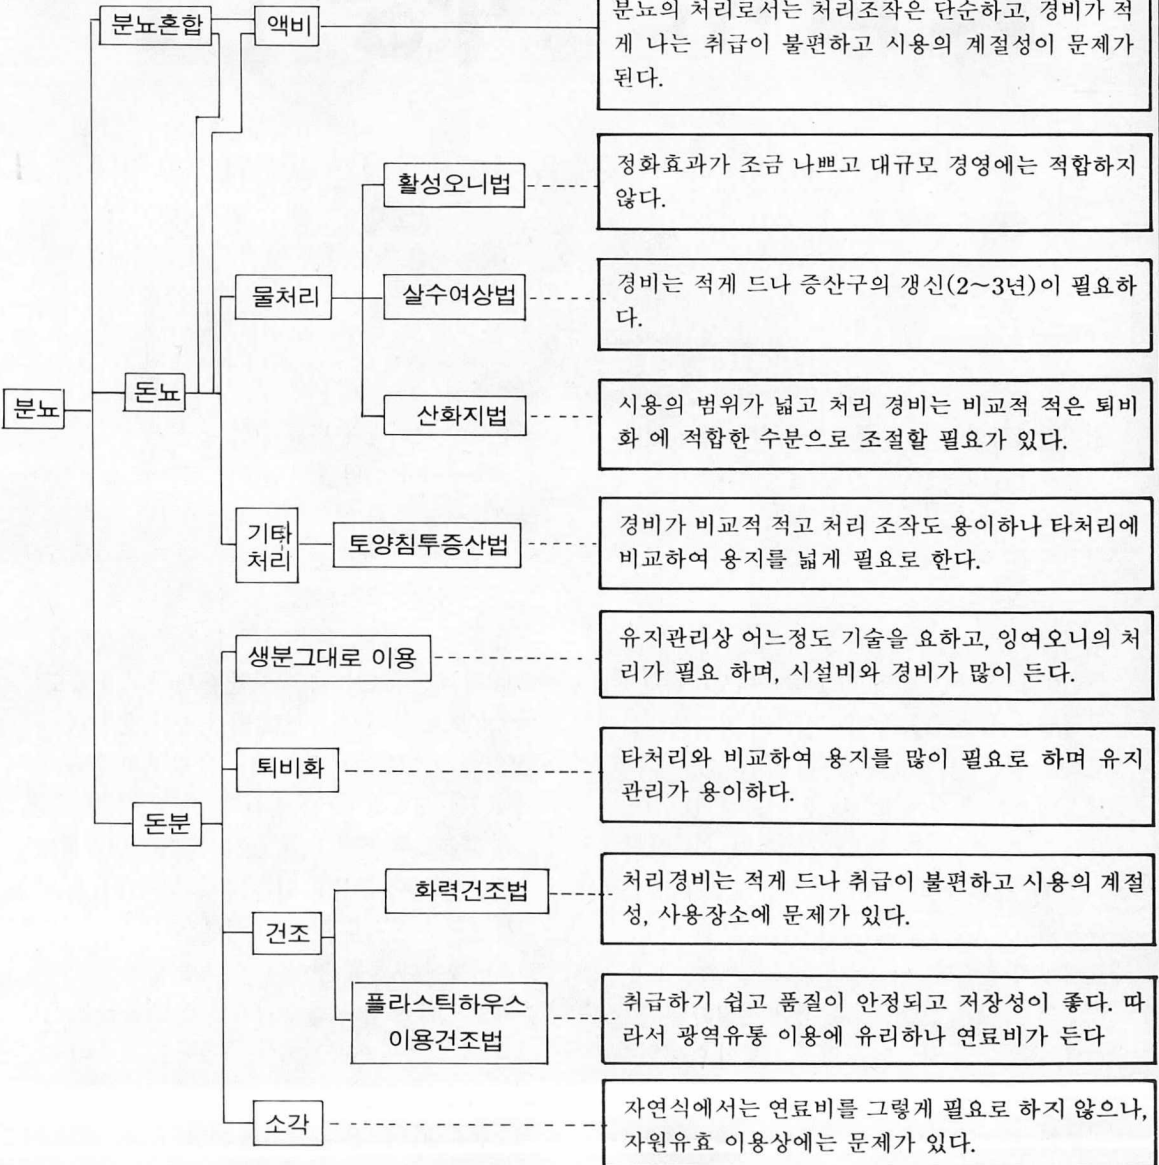 분뇨혼합
액비
분뇨의 처리로서는 처리조작은 단순하고, 경비가 적
게 나는 취급이 불편하고 시용의 계절성이 문제가
된다.
활성오니법
정화효과가 조금 나쁘고 대규모 경영에는 적합하지
않다.
물처리
살수여상법
경비는 적게 드나 증산구의 갱신(2~3년)이 필요하
다.
분뇨
돈뇨
산화지법
시용의 범위가 넓고 처리 경비는 비교적 적은 퇴비
화 에 적합한 수분으로 조절할 필요가 있다.
기타
처리
토양침투증산법
경비가 비교적 적고 처리 조작도 용이하나 타처리에
비교하여 용지를 넓게 필요로 한다.
생분그대로 이용
유지관리상 어느정도 기술을 요하고, 잉여오니의 처
리가 필요 하며, 시설비와 경비가 많이 든다.
퇴비화
타처리와 비교하여 용지를 많이 필요로 하며 유지
관리가 용이하다.
돈분
화력건조법
처리경비는 적게 드나 취급이 불편하고 시용의 계절
성, 사용장소에 문제가 있다.
건조
플라스틱하우스
이용건조법
취급하기 쉽고 품질이 안정되고 저장성이 좋다. 따
라서 광역유통 이용에 유리하나 연료비가 든다
소각
자연식에서는 연료비를 그렇게 필요로 하지 않으나,
자원유효 이용상에는 문제가 있다.